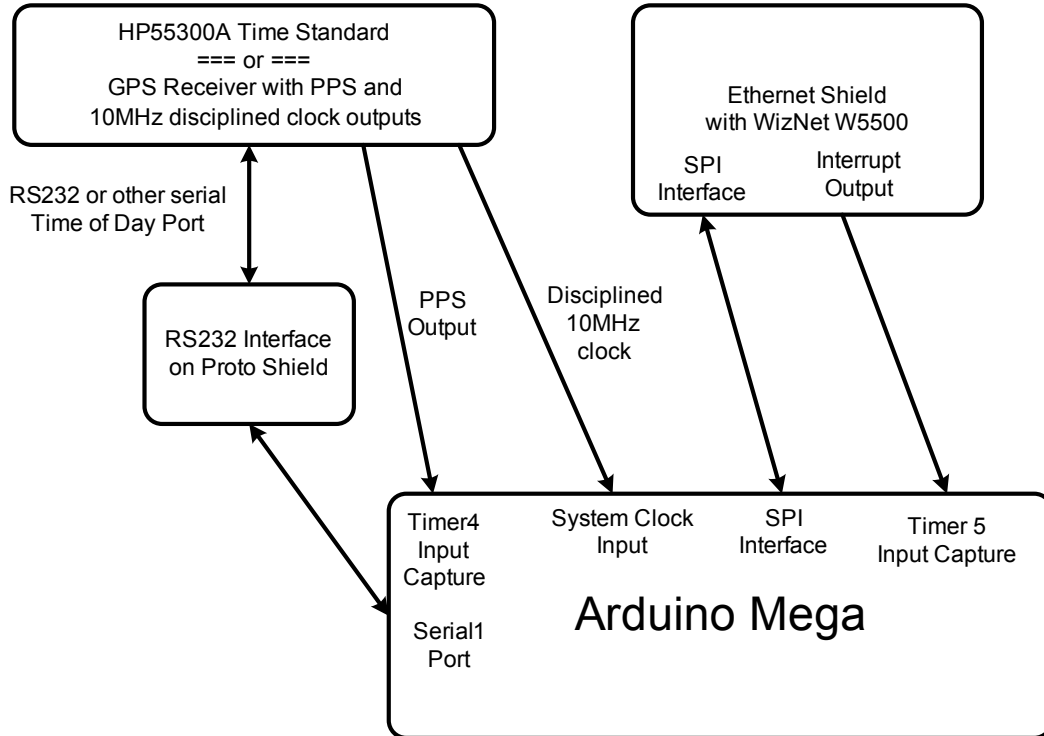 HP55300A Time Standard
=== or ===
GPS Receiver with PPS and
10MHz disciplined clock outputs
Ethernet Shield
with WizNet W5500
SPI
Interface
Interrupt
Output
RS232 or other serial
Time of Day Port
RS232 Interface
on Proto Shield
PPS
Output
Disciplined
10MHz
clock
Timer4
Input
Capture
System Clock
Input
SPI
Interface
Timer 5
Input Capture
Arduino Mega
Serial1
Port